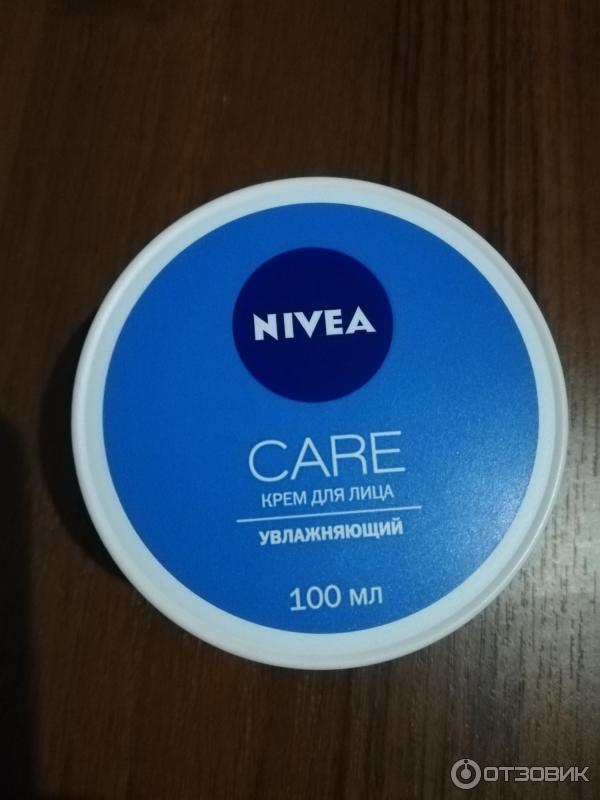 NIVEA
CARE
КРЕМ ДЛЯ ЛИЦА
УВЛАЖНЯЮЩИЙ
100 мл
ОТЗОВИК